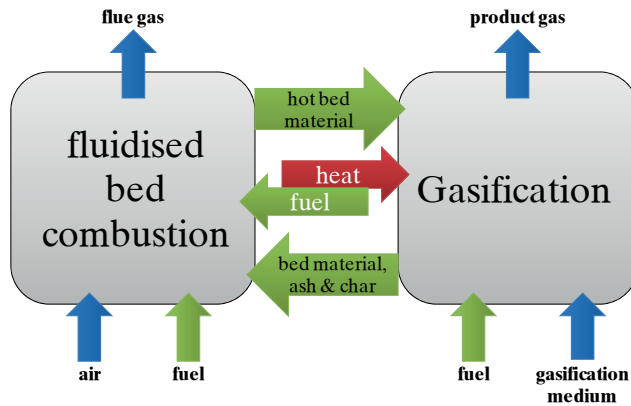 flue gas
product gas
hot bed
material
fluidised
bed
combustion
heat
fuel
Gasification
bed material,
ash & char
air
fuel
fuel
gasification
medium